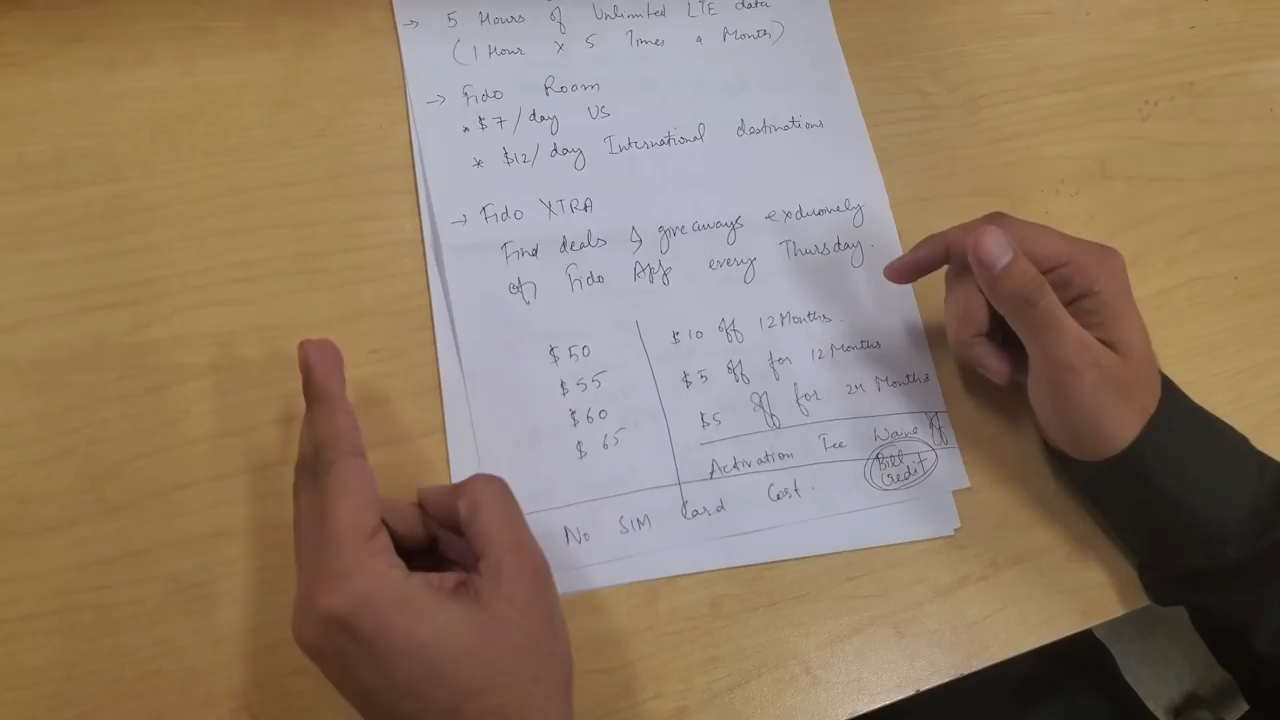 → 5 Hours of Unlimited LTE data
(1 Hour x 5 Times a Month)
→ Fido Roam
* $7/day US
* $12/day International destinations
→ Fido XTRA
Find deals & giveaways exclusively
on Fido App every Thursday.
$50
$55
$60
$65
$10 off 12 Months.
$5 off for 12 Months
$5 off for 24 Months
Activation Fee Wave off
Bill Credit
No SIM Card Cost.